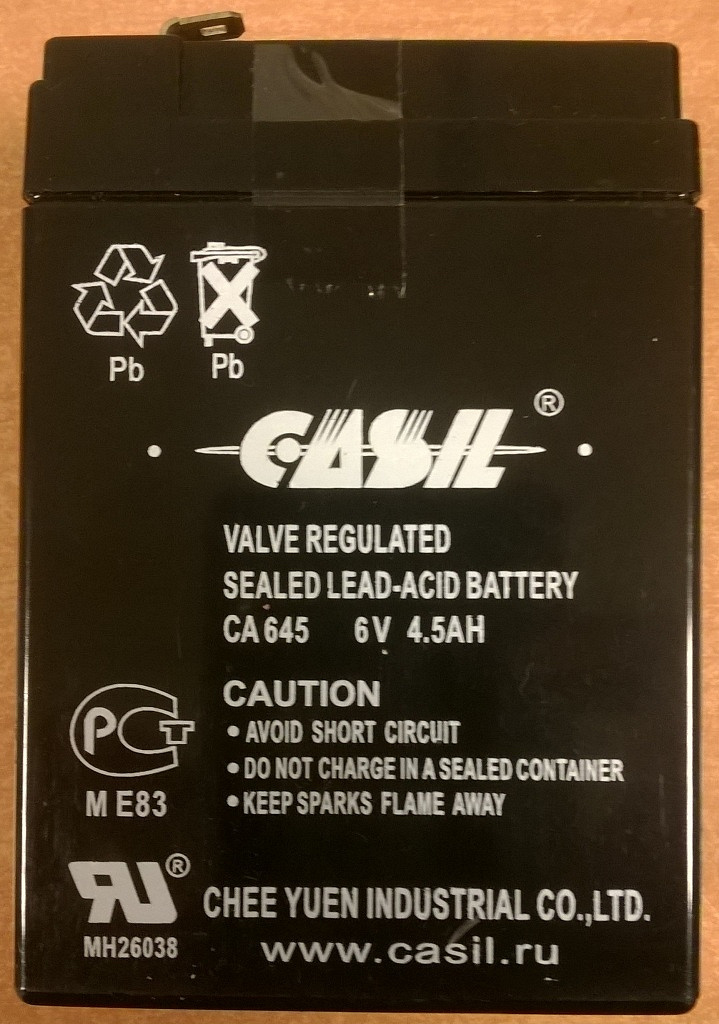 Pb
Pb
CASIL ®
VALVE REGULATED
SEALED LEAD-ACID BATTERY
CA 645 6V 4.5AH
CAUTION
• AVOID SHORT CIRCUIT
• DO NOT CHARGE IN A SEALED CONTAINER
• KEEP SPARKS FLAME AWAY
РСТ
M E83
RU ®
MH26038
CHEE YUEN INDUSTRIAL CO.,LTD.
www.casil.ru